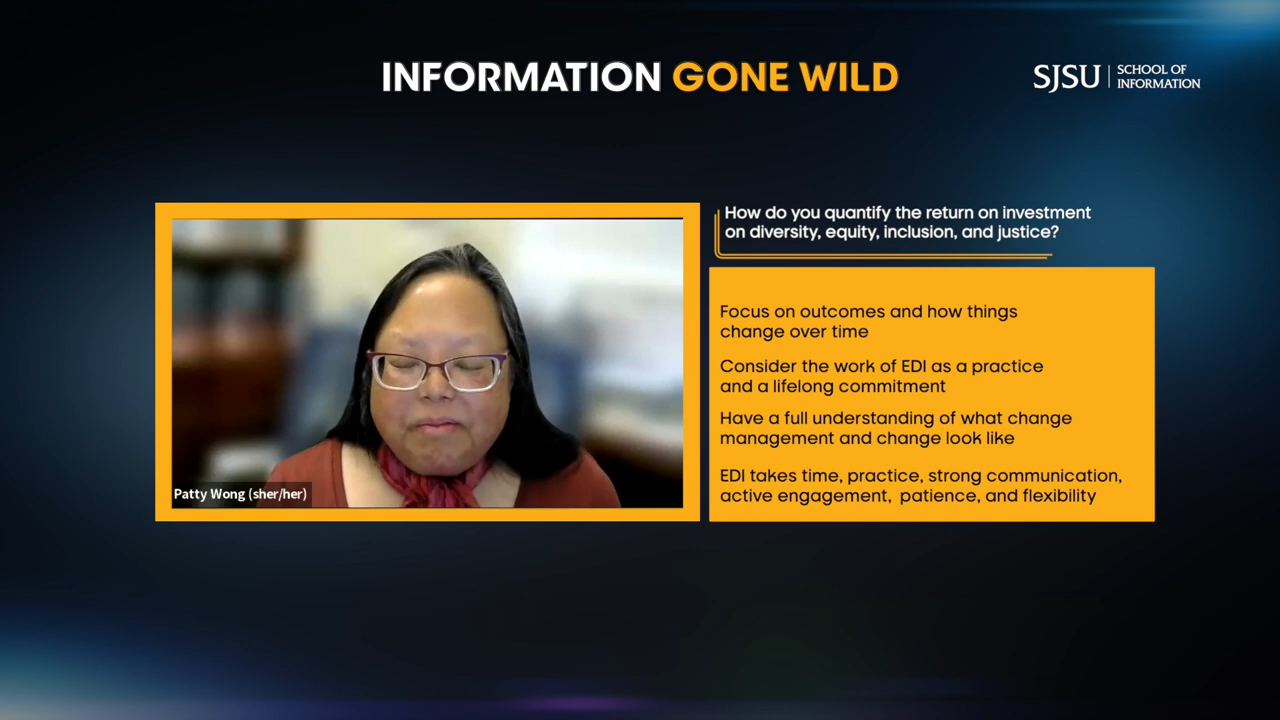 INFORMATION GONE WILD
SJSU
SCHOOL OF
INFORMATION
How do you quantify the return on investment
on diversity, equity, inclusion, and justice?
Focus on outcomes and how things
change over time
Consider the work of EDI as a practice
and a lifelong commitment
Have a full understanding of what change
management and change look like
EDI takes time, practice, strong communication,
active engagement, patience, and flexibility
Patty Wong (sher/her)